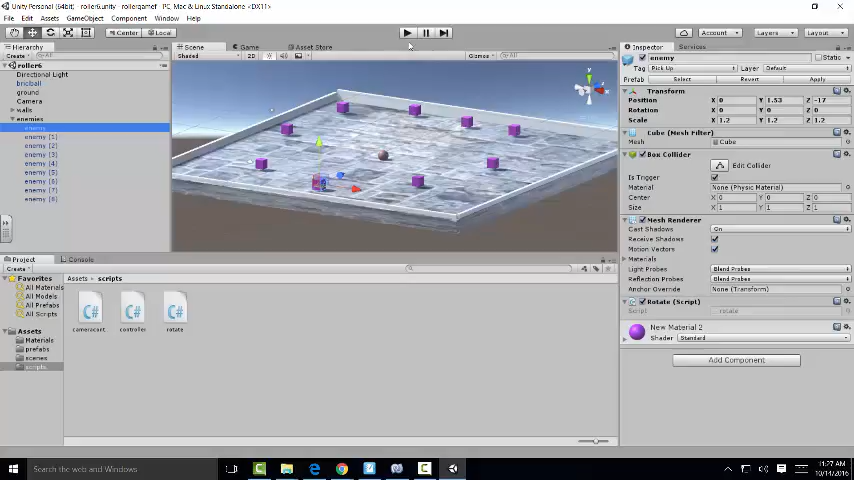 Unity Personal (64bit) - roller6.unity - rollergamef - PC, Mac & Linux Standalone <DX11>
File Edit Assets GameObject Component Window Help
Center Local Account Layers Layout
Hierarchy Scene Game Asset Store Inspector Services
Create All Shaded 2D Gizmos All enemy Static
roller6 Tag Pick Up Layer Default
Directional Light Prefab Select Revert Apply
bricball
ground Transform
Camera Position X 0 Y 1.53 Z -17
walls Rotation X 0 Y 0 Z 0
enemies Scale X 1.2 Y 1.2 Z 1.2
enemy Cube (Mesh Filter)
enemy (1) Mesh Cube
enemy (2)
enemy (3) Box Collider
enemy (4) Edit Collider
enemy (5) Is Trigger
enemy (6) Material None (Physic Material)
enemy (7) Center X 0 Y 0 Z 0
enemy (8) Size X 1 Y 1 Z 1
Mesh Renderer
Cast Shadows On
Receive Shadows
Motion Vectors
Project Console Materials
Create Light Probes Blend Probes
Favorites Assets scripts Reflection Probes Blend Probes
All Materials Anchor Override None (Transform)
All Models Rotate (Script)
All Prefabs Script rotate
All Scripts
Assets cameracont controller rotate New Material 2
Materials Shader Standard
prefabs
scenes Add Component
scripts
Search the web and Windows
11:27 AM
10/14/2016